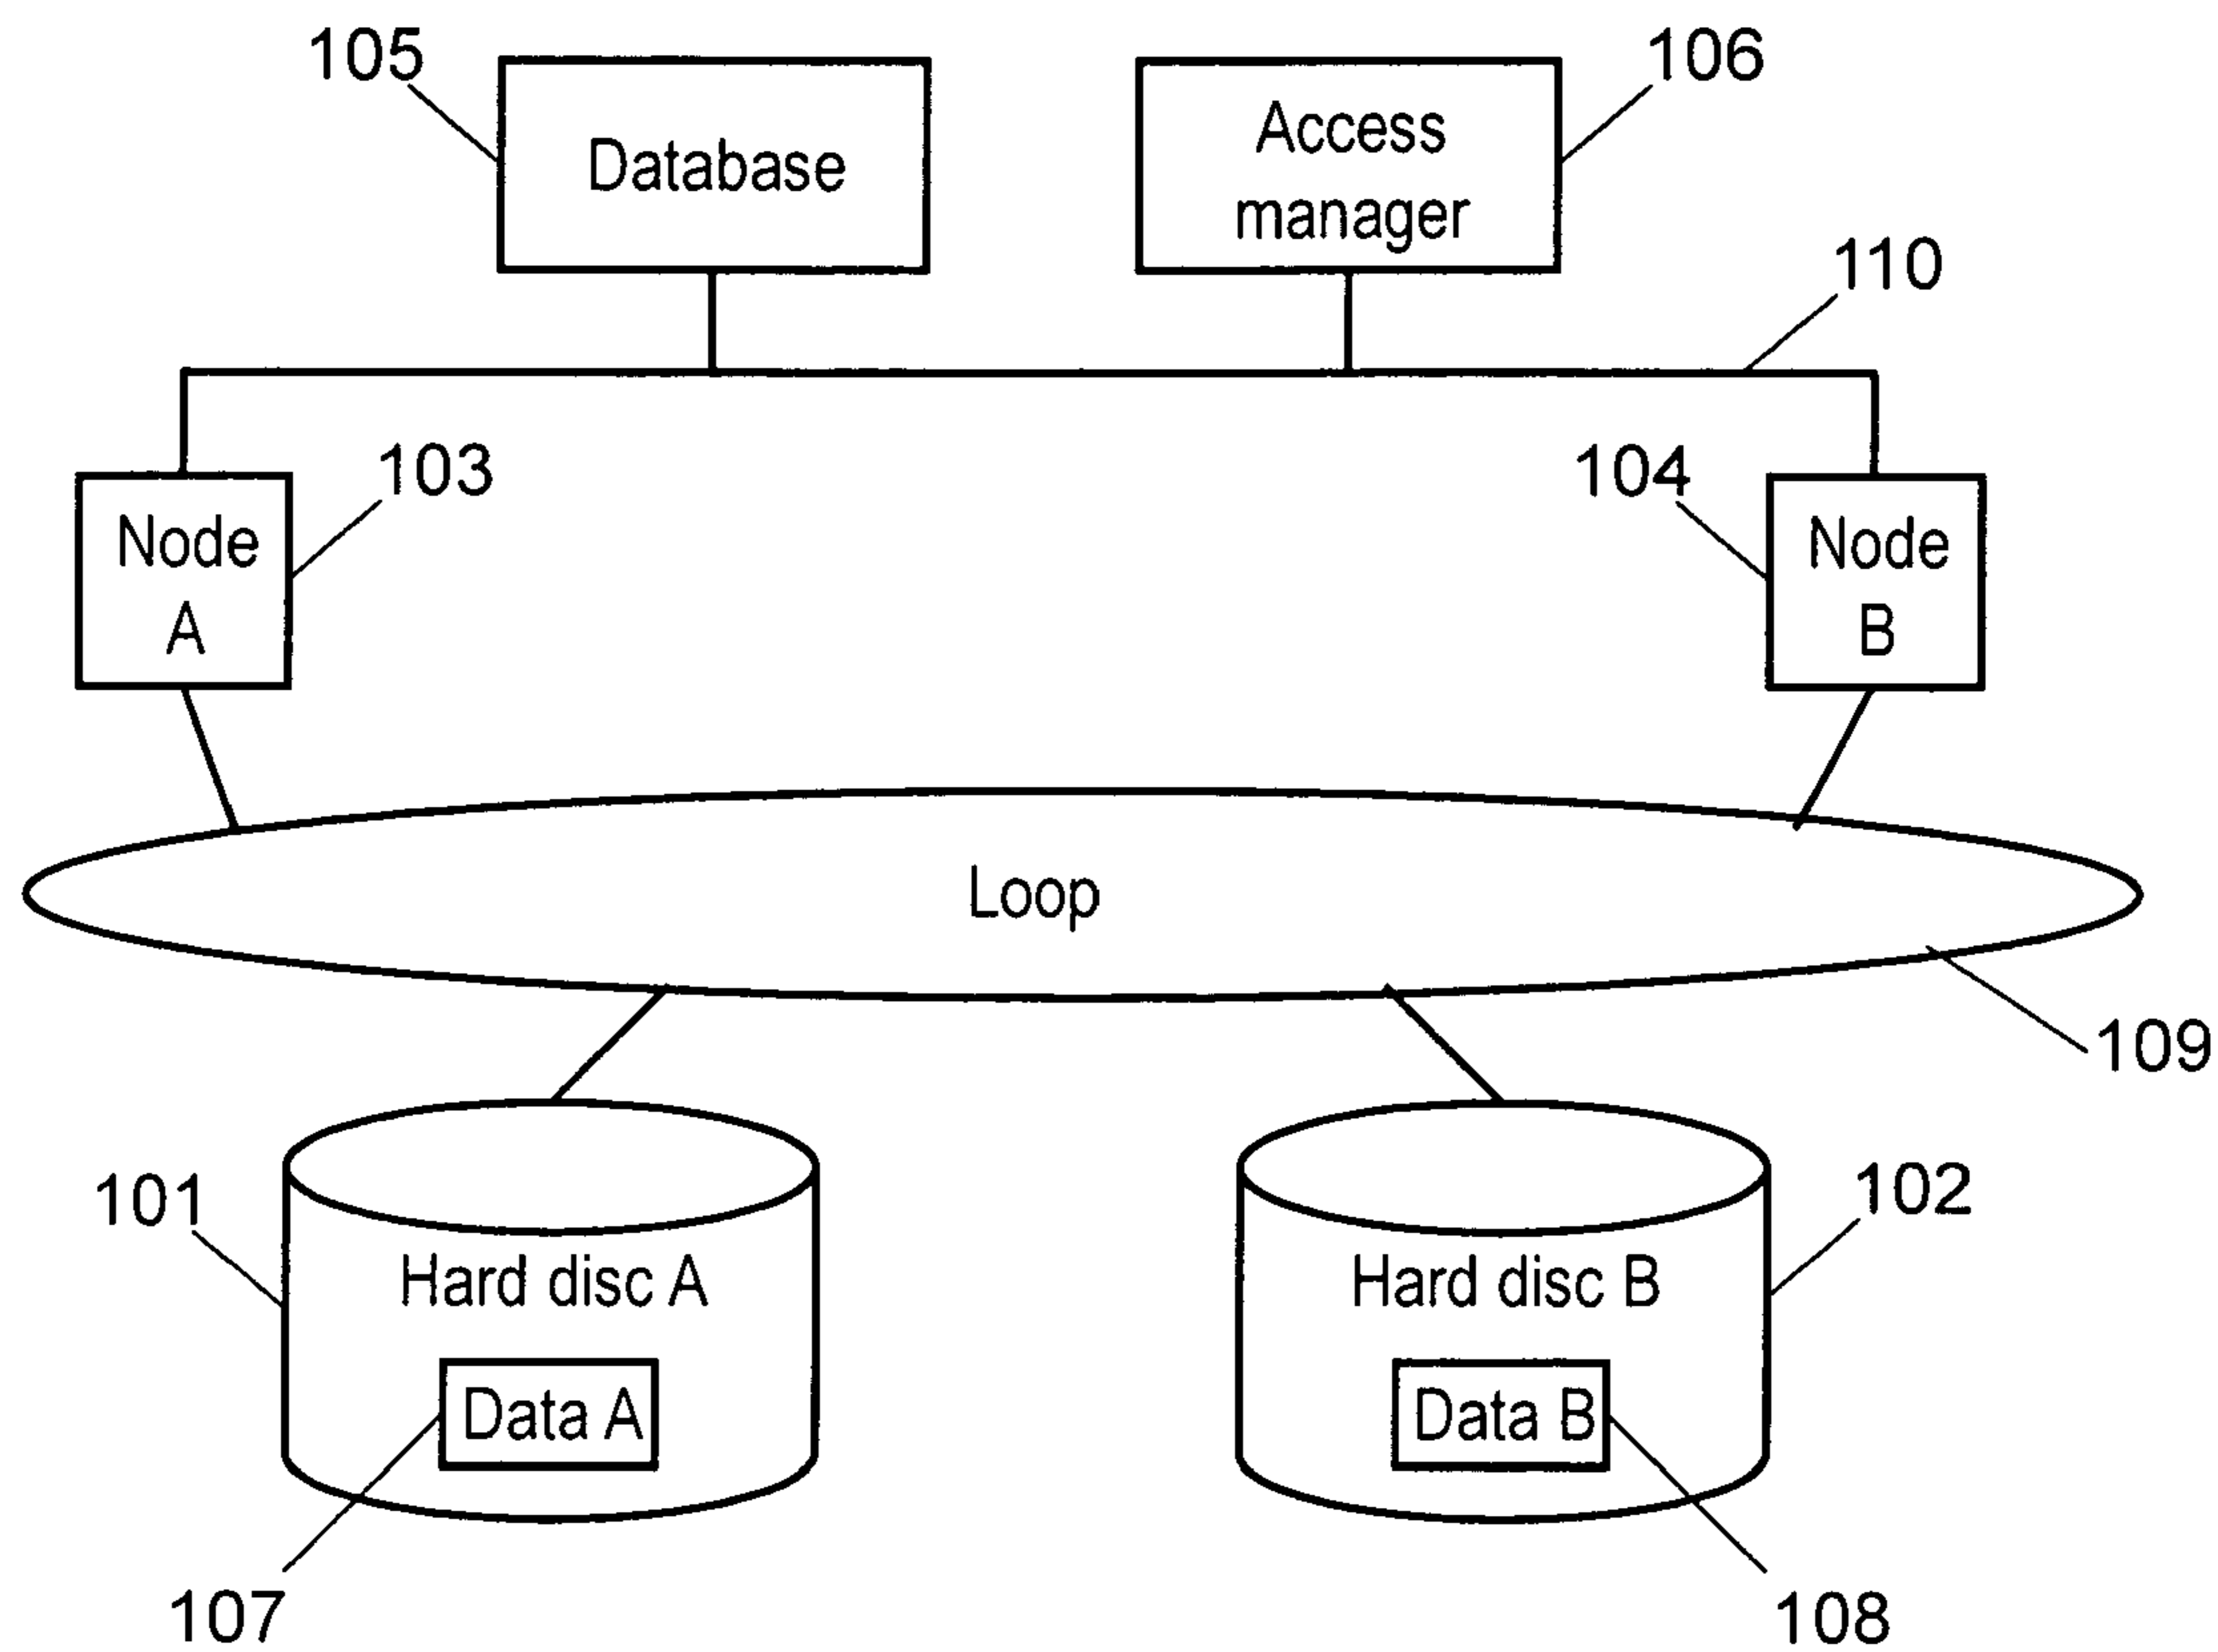 105
106
Database
Access
manager
110
103
104
Node
A
Node
B
Loop
109
101
102
Hard disc A
Hard disc B
Data A
Data B
107
108